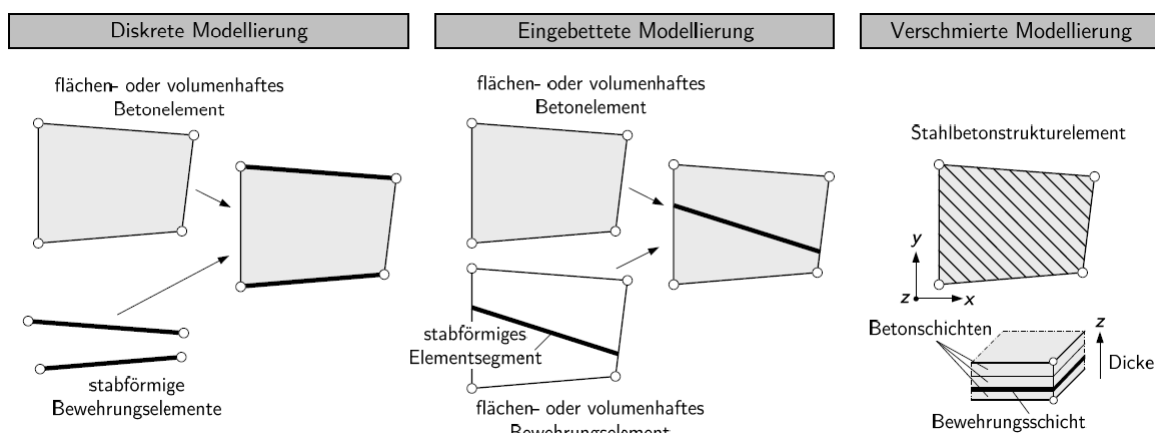 Diskrete Modellierung
flächen- oder volumenhaftes
Betonelement
stabförmige
Bewehrungselemente
Eingebettete Modellierung
flächen- oder volumenhaftes
Betonelement
stabförmiges
Elementsegment
flächen- oder volumenhaftes
Bewehrungselement
Verschmierte Modellierung
Stahlbetonstrukturelement
y
z
x
Betonschichten
z
Dicke
Bewehrungsschicht